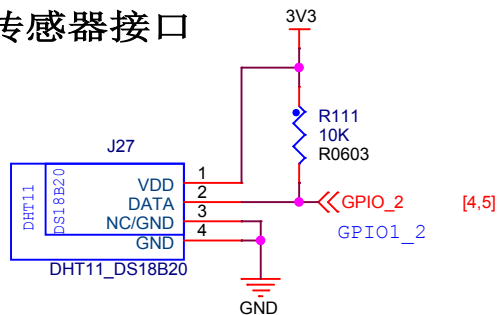 传感器接口
3V3
R111
10K
R0603
J27
DHT11
DS18B20
VDD
DATA
NC/GND
GND
1
2
3
4
DHT11_DS18B20
GPIO_2
[4,5]
GPIO1_2
GND